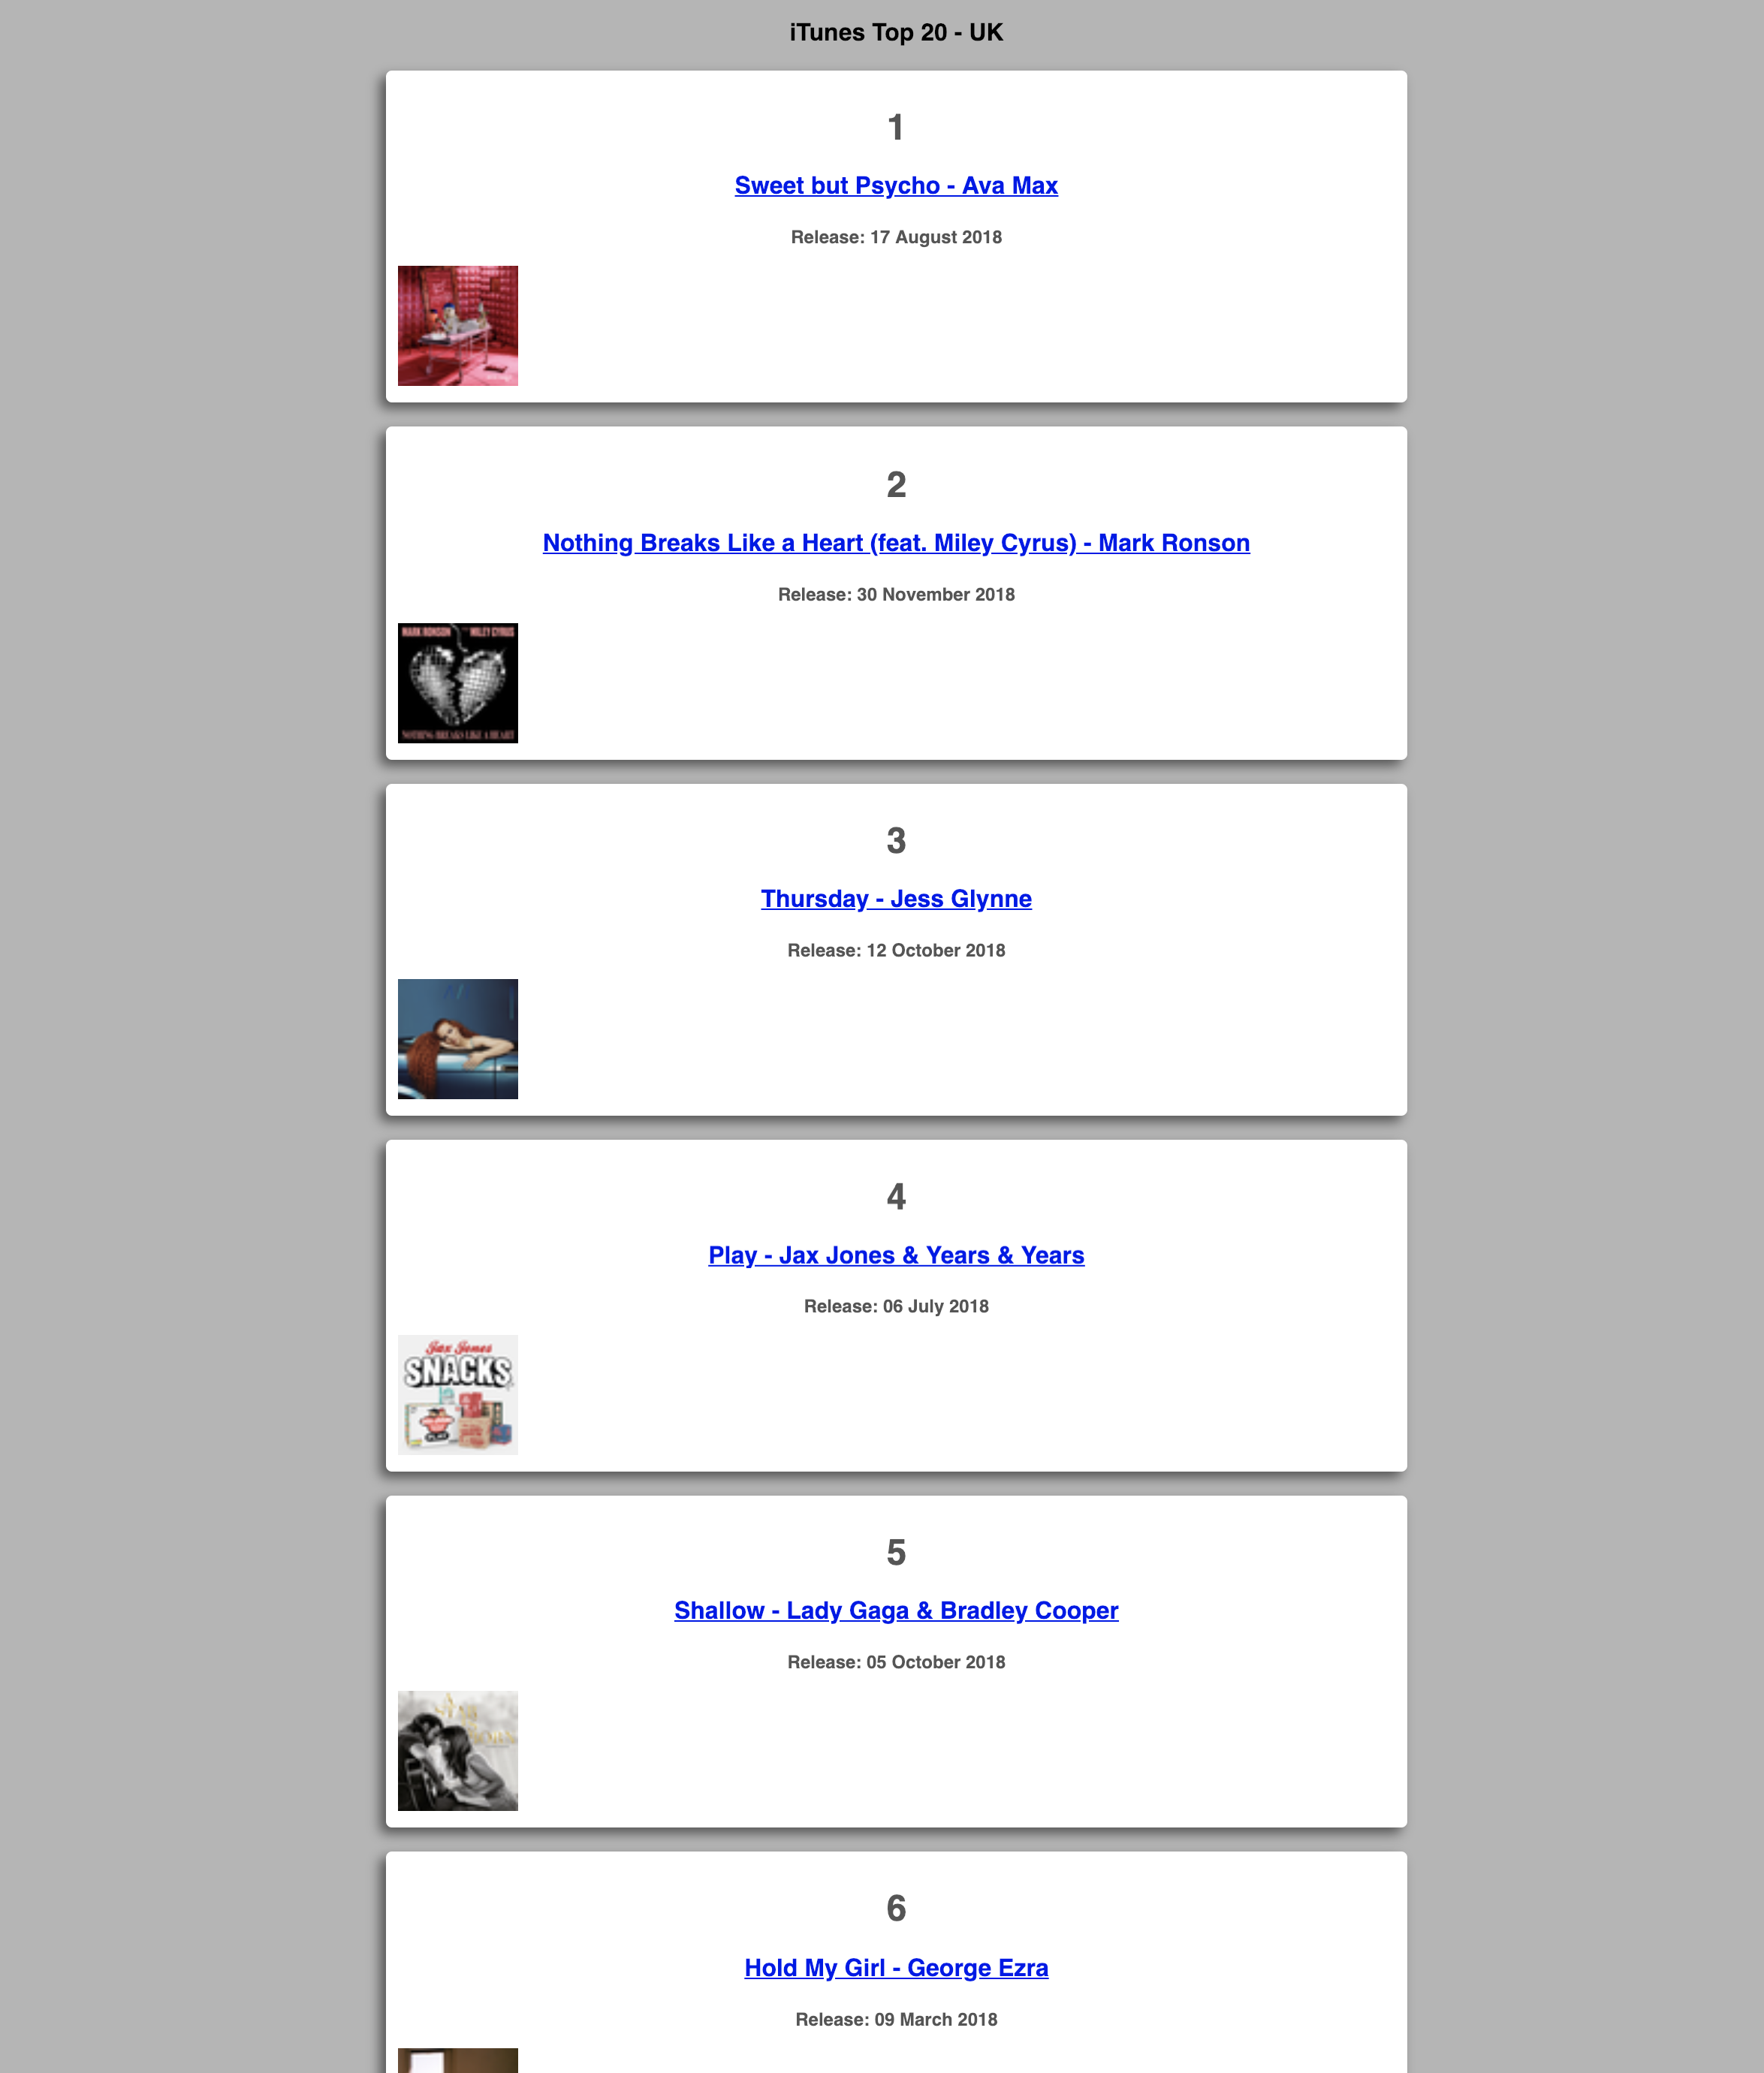 iTunes Top 20 - UK
1
Sweet but Psycho - Ava Max
Release: 17 August 2018
2
Nothing Breaks Like a Heart (feat. Miley Cyrus) - Mark Ronson
Release: 30 November 2018
MARK RONSON MILEY CYRUS
NOTHING BREAKS LIKE A HEART
3
Thursday - Jess Glynne
Release: 12 October 2018
4
Play - Jax Jones & Years & Years
Release: 06 July 2018
Jax Jones
SNACKS
PLAY
5
Shallow - Lady Gaga & Bradley Cooper
Release: 05 October 2018
6
Hold My Girl - George Ezra
Release: 09 March 2018